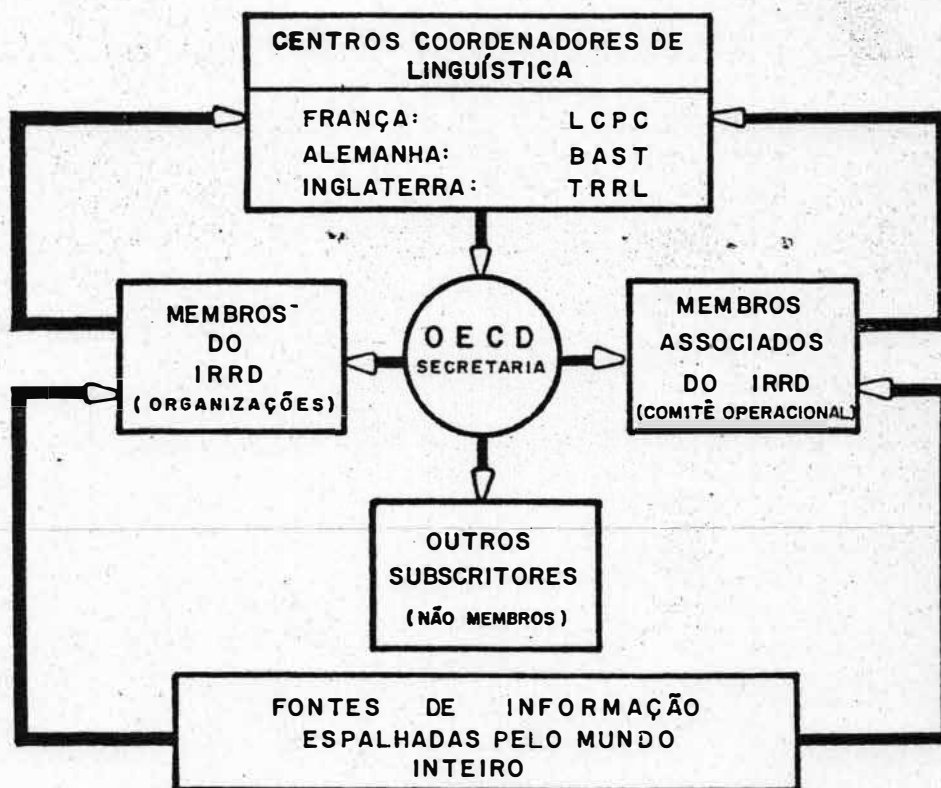 CENTROS COORDENADORES DE
LINGUÍSTICA
FRANÇA: LCPC
ALEMANHA: BAST
INGLATERRA: TRRL
MEMBROS
DO
IRRD
(ORGANIZAÇÕES)
OECD
SECRETARIA
MEMBROS
ASSOCIADOS
DO IRRD
(COMITÊ OPERACIONAL)
OUTROS
SUBSCRITORES
(NÃO MEMBROS)
FONTES DE INFORMAÇÃO
ESPALHADAS PELO MUNDO
INTEIRO